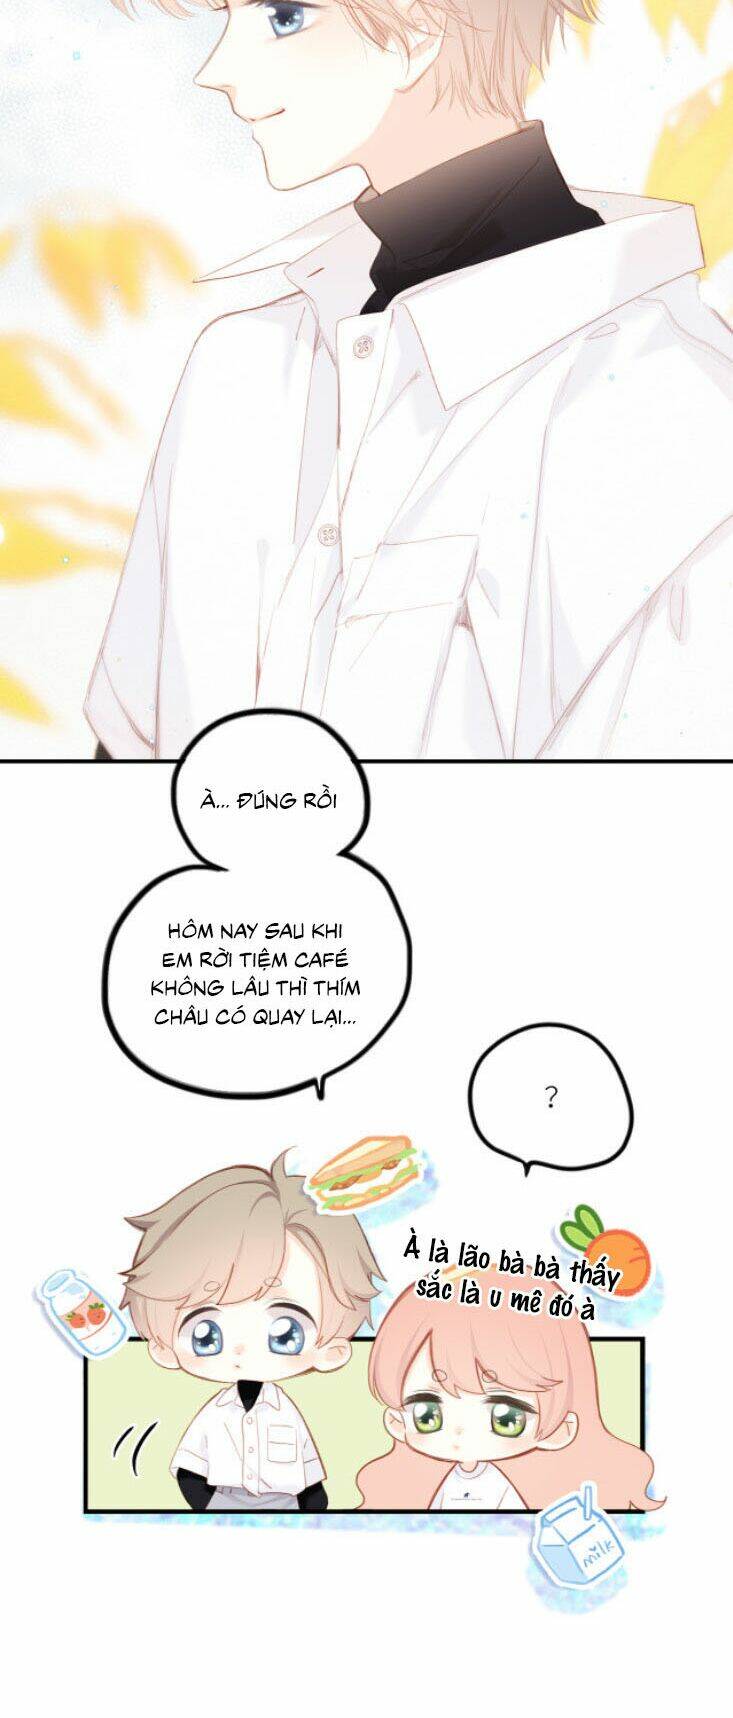 À... ĐÚNG RỒI
HÔM NAY SAU KHI
EM RỜI TIỆM CAFÉ
KHÔNG LÂU THÌ THÍM
CHÂU CÓ QUAY LẠI...
?
À là lão bà bà thấy
sắc là u mê đó à
milk